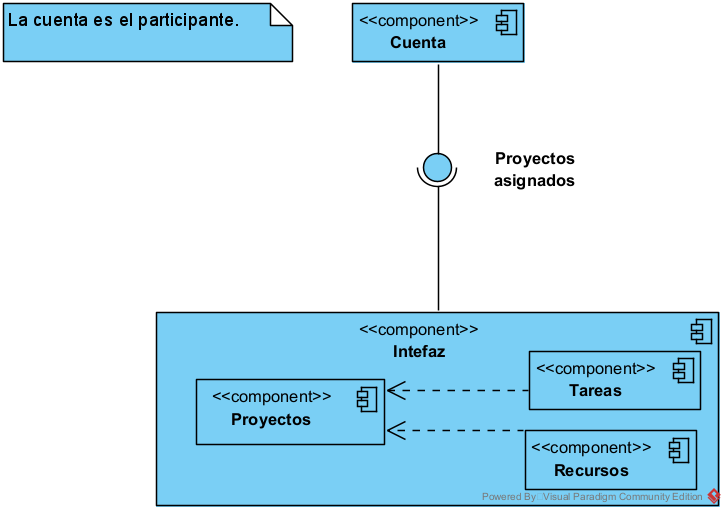 La cuenta es el participante.
<<component>>
Cuenta
Proyectos
asignados
<<component>>
Intefaz
<<component>>
Proyectos
<<component>>
Tareas
<<component>>
Recursos
Powered By Visual Paradigm Community Edition